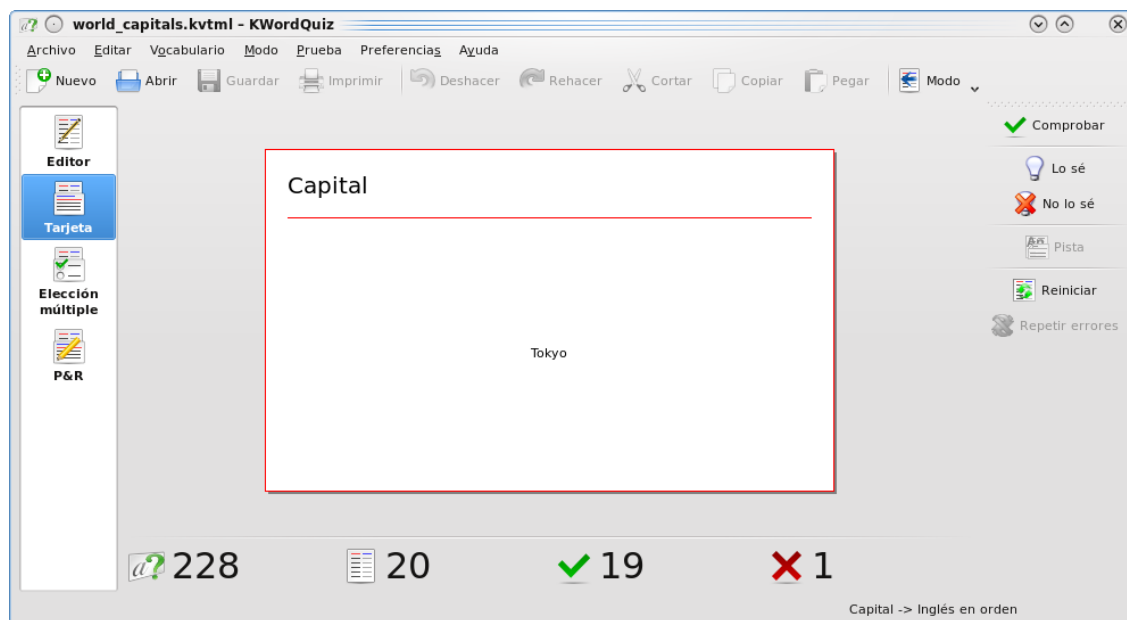 world_capitals.kvtml – KWordQuiz
Archivo Editar Vocabulario Modo Prueba Preferencias Ayuda
Nuevo Abrir Guardar Imprimir Deshacer Rehacer Cortar Copiar Pegar Modo
Editor
Tarjeta
Elección
múltiple
P&R
Capital
Tokyo
Comprobar
Lo sé
No lo sé
Pista
Reiniciar
Repetir errores
228 20 19 1
Capital -> Inglés en orden